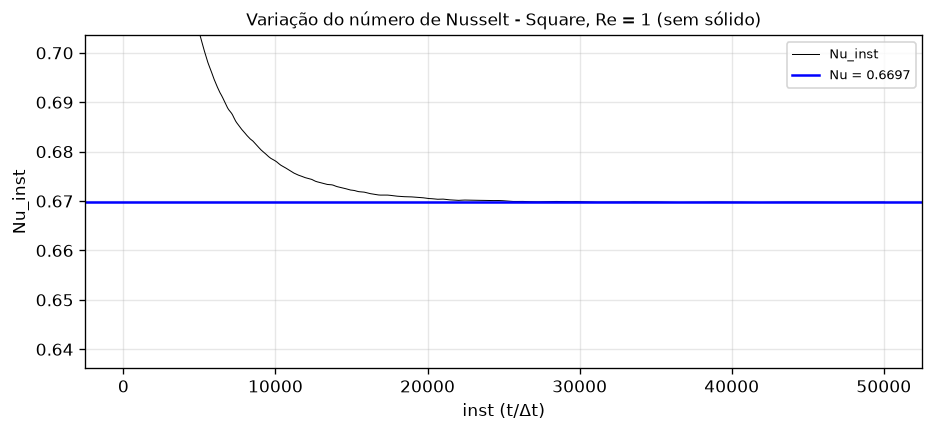 Variação do número de Nusselt - Square, Re = 1 (sem sólido)
Nu_inst
Nu = 0.6697
0.70
0.69
0.68
0.67
0.66
0.65
0.64
Nu_inst
0 10000 20000 30000 40000 50000
inst (t/Δt)